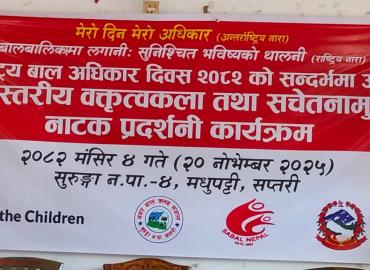 मेरो दिन मेरो अधिकार (अन्तर्राष्ट्रिय नारा)
बालबालिकामा लगानी: सुनिश्चित भविष्यको थालनी (राष्ट्रिय नारा)
ट्रय बाल अधिकार दिवस २०८२ को सन्दर्भमा अ
स्तरीय वक्तृत्वकला तथा सचेतनामु
नाटक प्रदर्शनी कार्यक्रम
२०८२ मंसिर ४ गते (२० नोभेम्बर २०२५)
सुरुङ्गा न.पा.-४, मधुपट्टी, सप्तरी
the Children
SABAL NEPAL